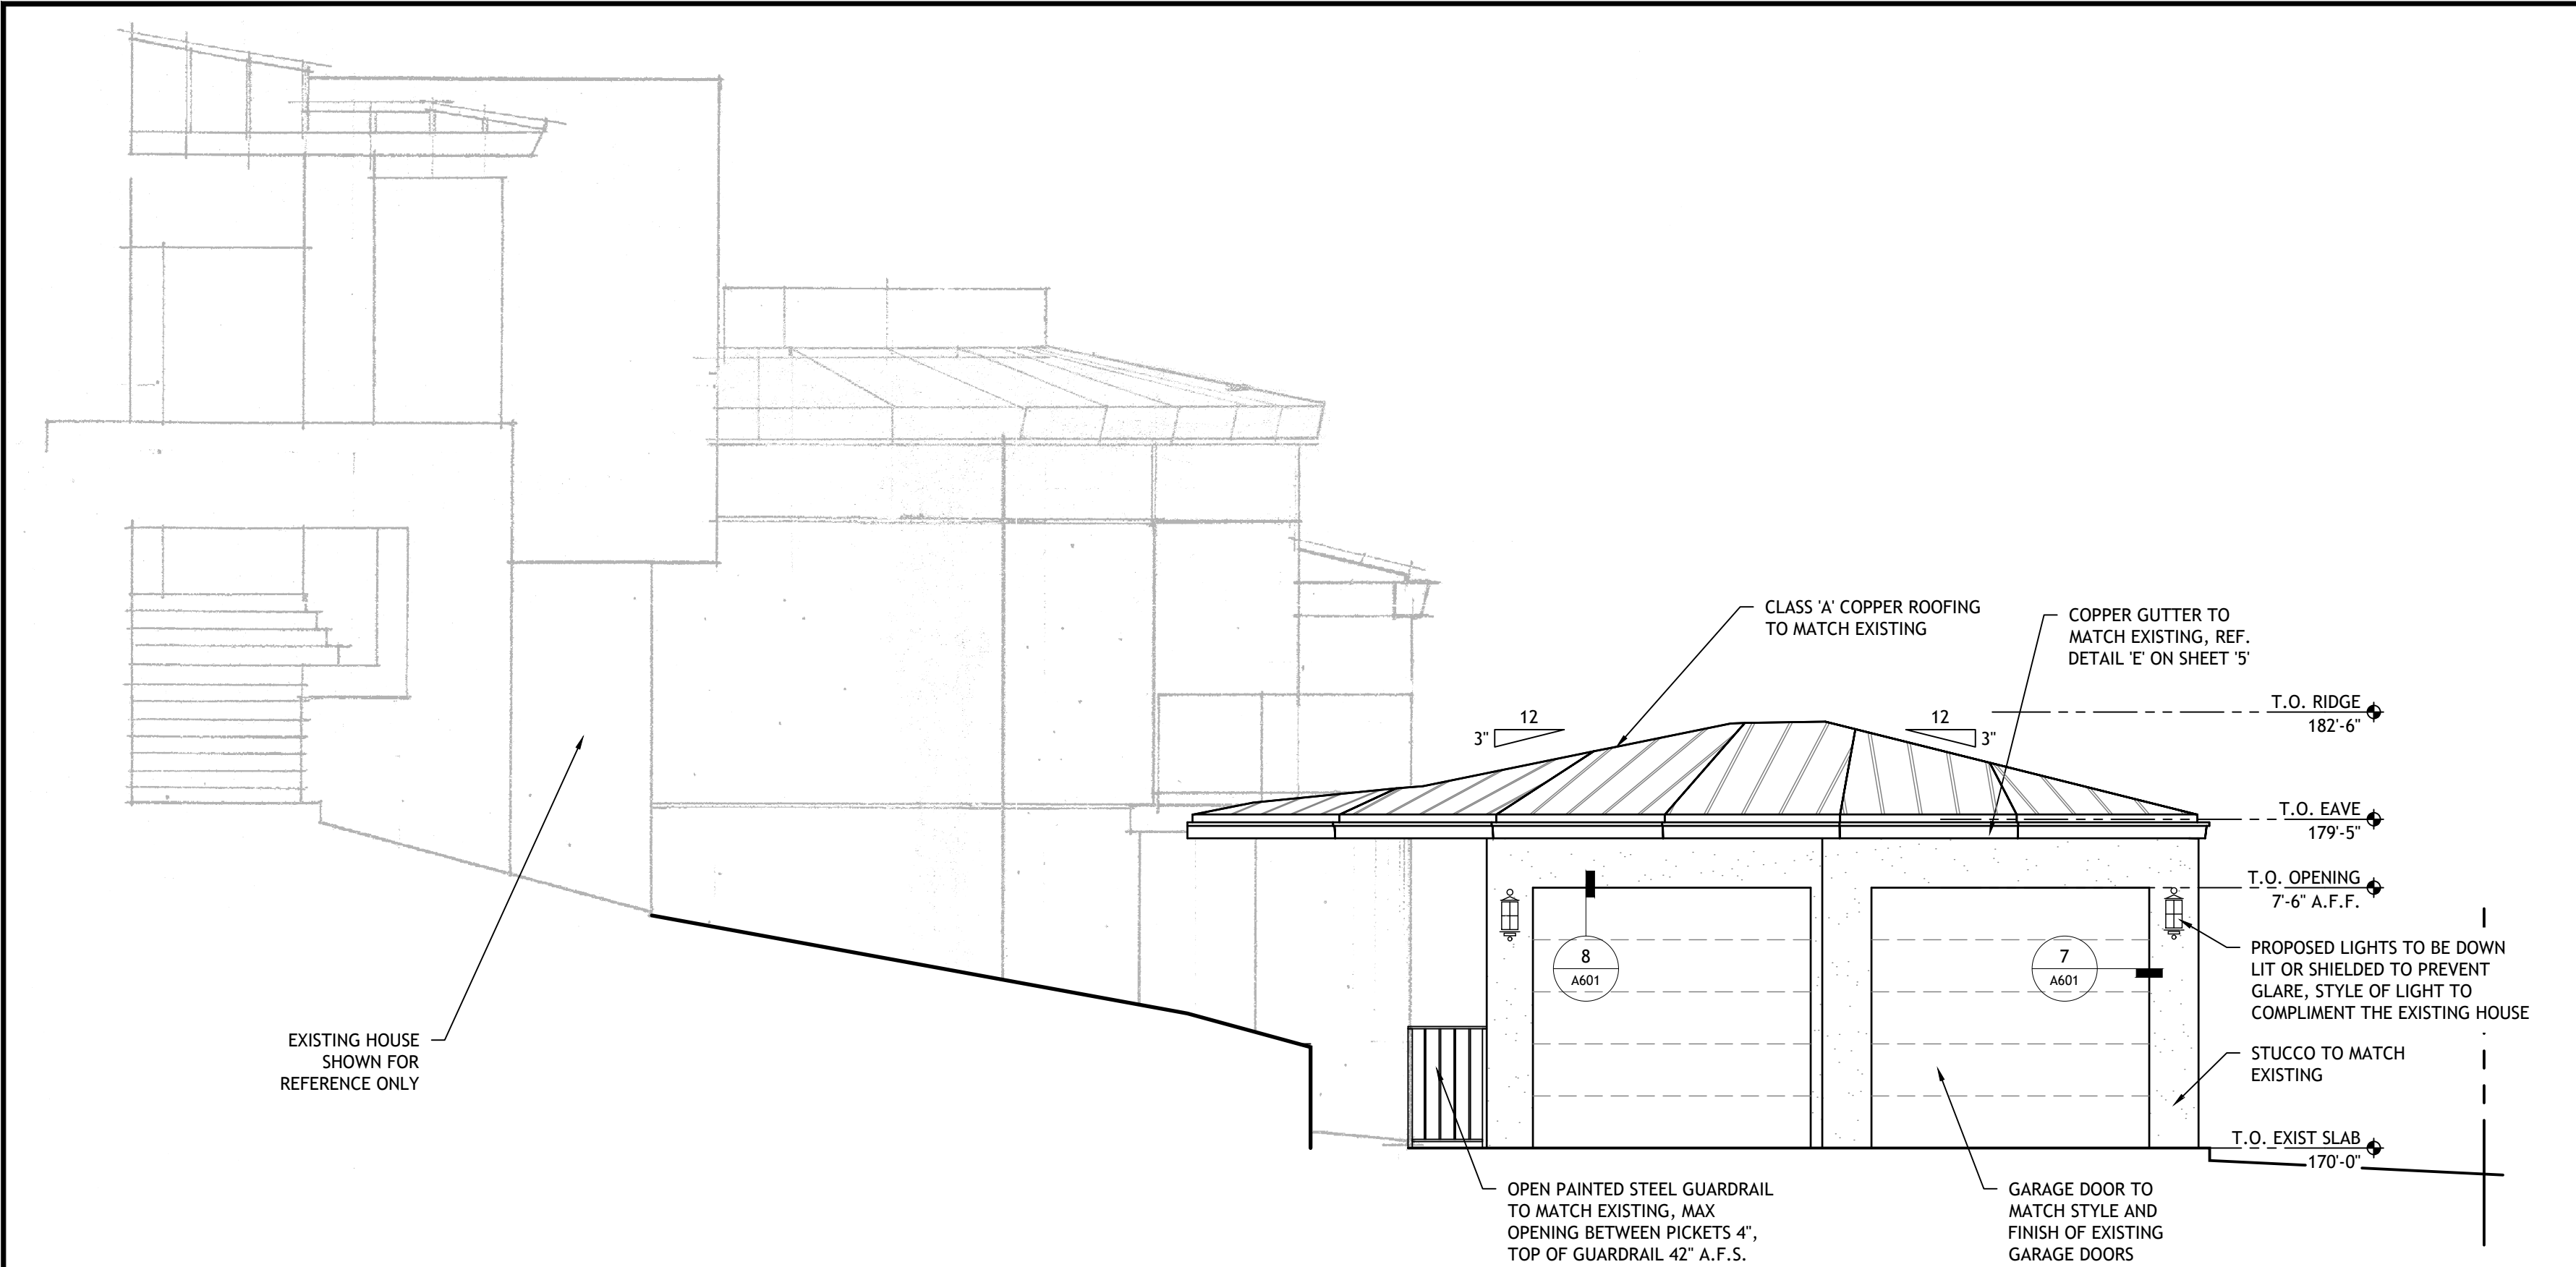 CLASS 'A' COPPER ROOFING
TO MATCH EXISTING
COPPER GUTTER TO
MATCH EXISTING, REF.
DETAIL 'E' ON SHEET '5'
12
3"
12
3"
T.O. RIDGE
182'-6"
T.O. EAVE
179'-5"
T.O. OPENING
7'-6" A.F.F.
8
A601
7
A601
PROPOSED LIGHTS TO BE DOWN
LIT OR SHIELDED TO PREVENT
GLARE, STYLE OF LIGHT TO
COMPLIMENT THE EXISTING HOUSE
EXISTING HOUSE
SHOWN FOR
REFERENCE ONLY
STUCCO TO MATCH
EXISTING
T.O. EXIST SLAB
170'-0"
OPEN PAINTED STEEL GUARDRAIL
TO MATCH EXISTING, MAX
OPENING BETWEEN PICKETS 4",
TOP OF GUARDRAIL 42" A.F.S.
GARAGE DOOR TO
MATCH STYLE AND
FINISH OF EXISTING
GARAGE DOORS